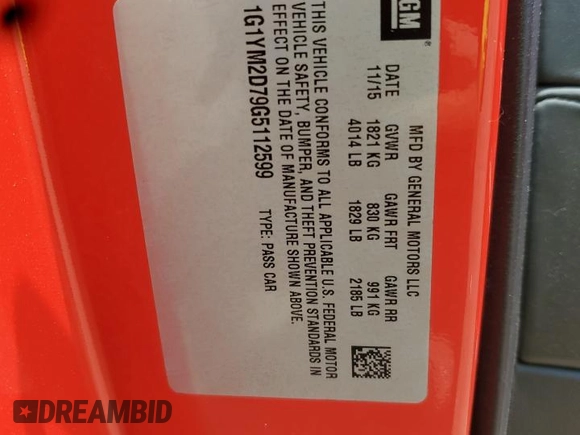 GM
®
MFD BY GENERAL MOTORS LLC
DATE GVWR GAWR FRT GAWR RR
11/15 1821 KG 830 KG 991 KG
4014 LB 1829 LB 2185 LB
THIS VEHICLE CONFORMS TO ALL APPLICABLE U.S. FEDERAL MOTOR
VEHICLE SAFETY, BUMPER, AND THEFT PREVENTION STANDARDS IN
EFFECT ON THE DATE OF MANUFACTURE SHOWN ABOVE.
1G1YM2D79G5112599 TYPE: PASS CAR
DREAMBID